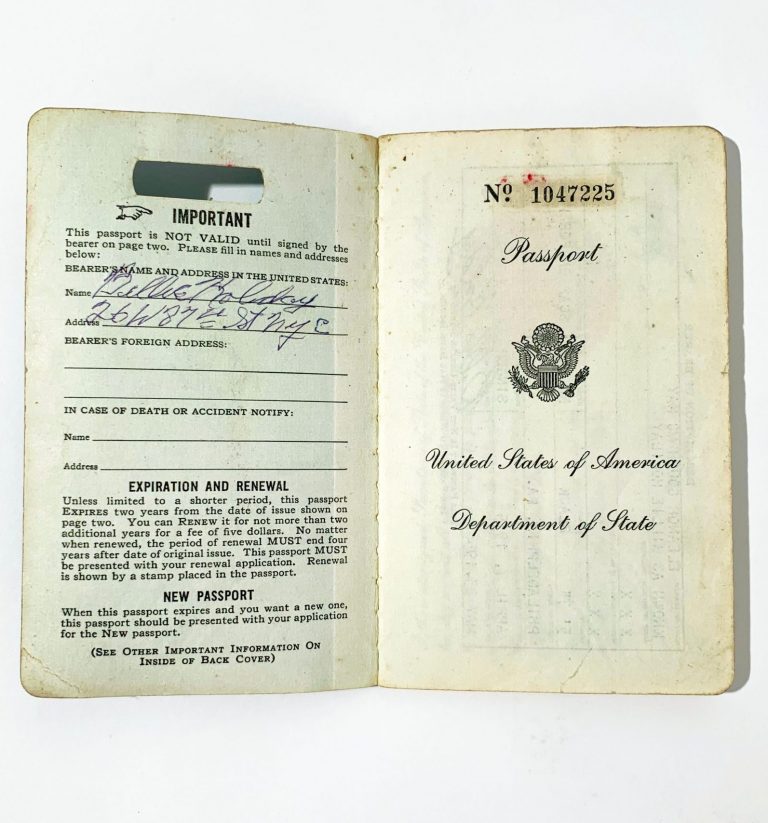 IMPORTANT
This passport is NOT VALID until signed by the
bearer on page two. PLEASE fill in names and addresses
below:
BEARER'S NAME AND ADDRESS IN THE UNITED STATES:
Name Billie Holiday
Address 26 W 87th St NYC
BEARER'S FOREIGN ADDRESS:
IN CASE OF DEATH OR ACCIDENT NOTIFY:
Name
Address
EXPIRATION AND RENEWAL
Unless limited to a shorter period, this passport
EXPIRES two years from the date of issue shown on
page two. You can RENEW it for not more than two
additional years for a fee of five dollars. No matter
when renewed, the period of renewal MUST end four
years after date of original issue. This passport MUST
be presented with your renewal application. Renewal
is shown by a stamp placed in the passport.
NEW PASSPORT
When this passport expires and you want a new one,
this passport should be presented with your application
for the NEW passport.
(SEE OTHER IMPORTANT INFORMATION ON
INSIDE OF BACK COVER)
Nº 1047225
Passport
United States of America
Department of State